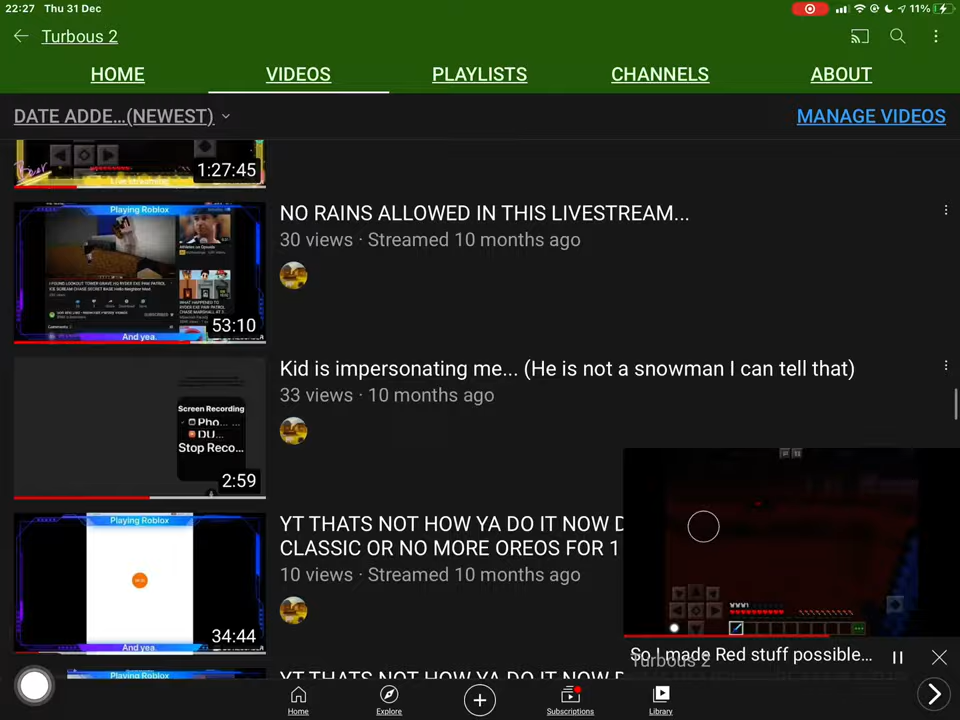 22:27 Thu 31 Dec
11%
Turbous 2
HOME VIDEOS PLAYLISTS CHANNELS ABOUT
DATE ADDE...(NEWEST)
MANAGE VIDEOS
1:27:45
Playing Roblox
And yea.
53:10
NO RAINS ALLOWED IN THIS LIVESTREAM...
30 views · Streamed 10 months ago
Screen Recording
Pho...
DU...
Stop Reco...
2:59
Kid is impersonating me... (He is not a snowman I can tell that)
33 views · 10 months ago
Playing Roblox
And yea.
34:44
YT THATS NOT HOW YA DO IT NOW D
CLASSIC OR NO MORE OREOS FOR 1
10 views · Streamed 10 months ago
So I made Red stuff possible...
Turbous 2
Home Explore Subscriptions Library